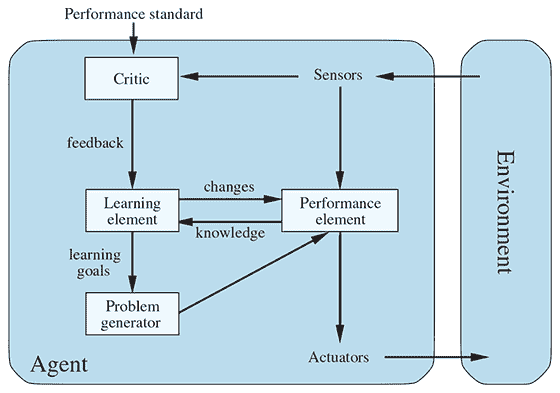 Performance standard
Critic
Sensors
feedback
changes
Learning
element
Performance
element
knowledge
learning
goals
Problem
generator
Agent
Actuators
Environment